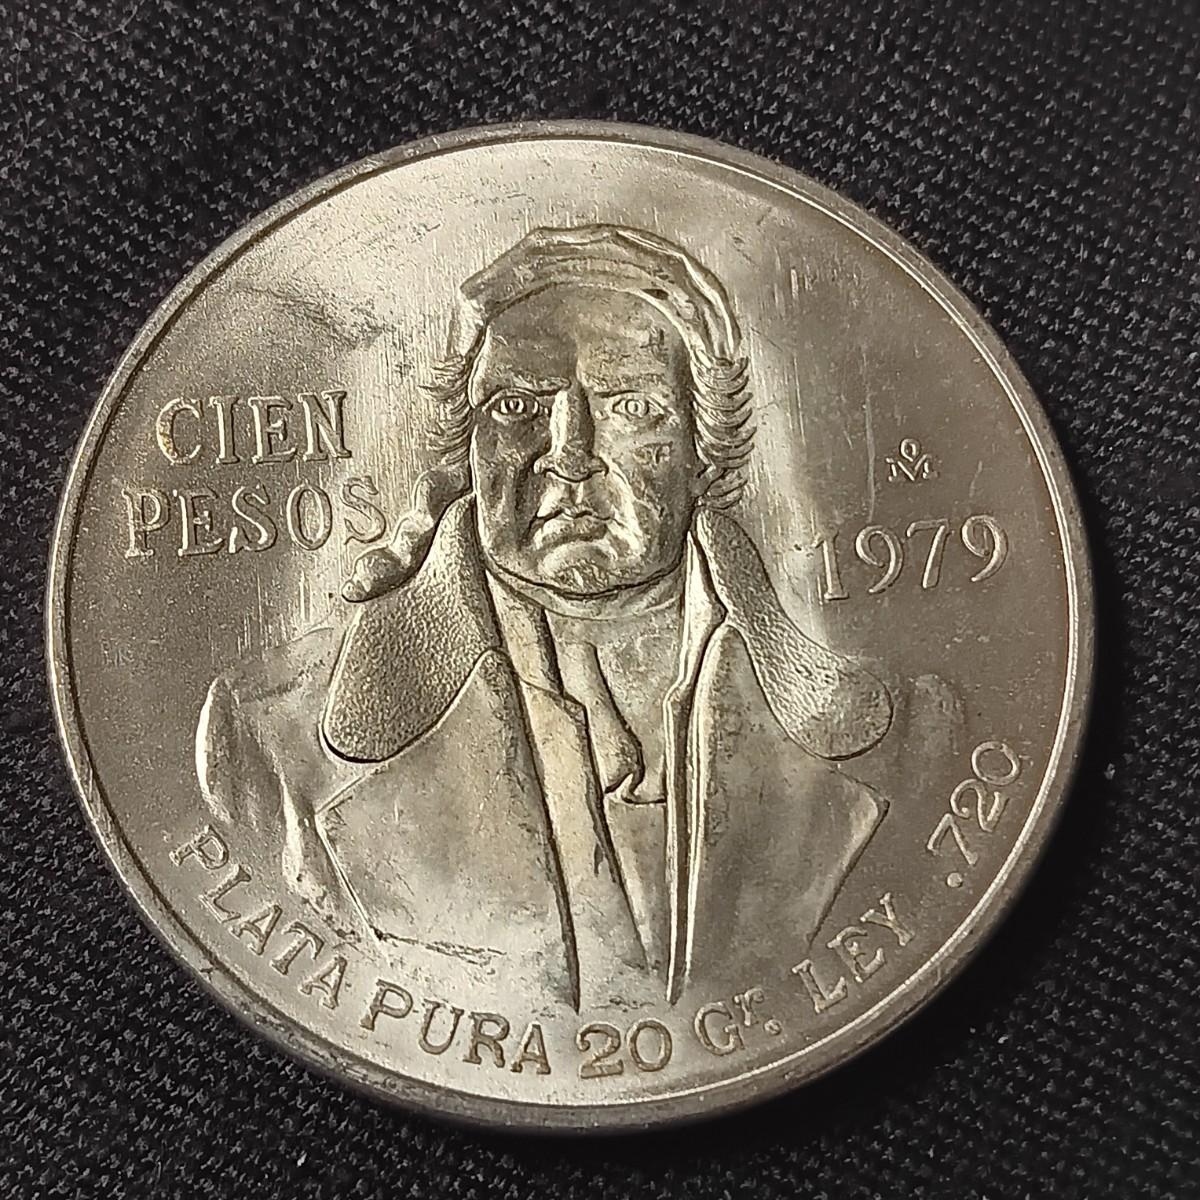 CIEN
PESOS
Mo
1979
PLATA PURA 20 Gr. LEY .720